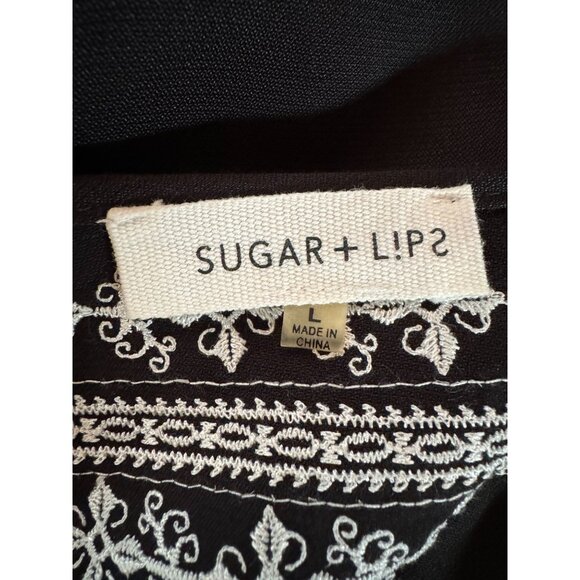 SUGAR + L!PS
L
MADE IN
CHINA